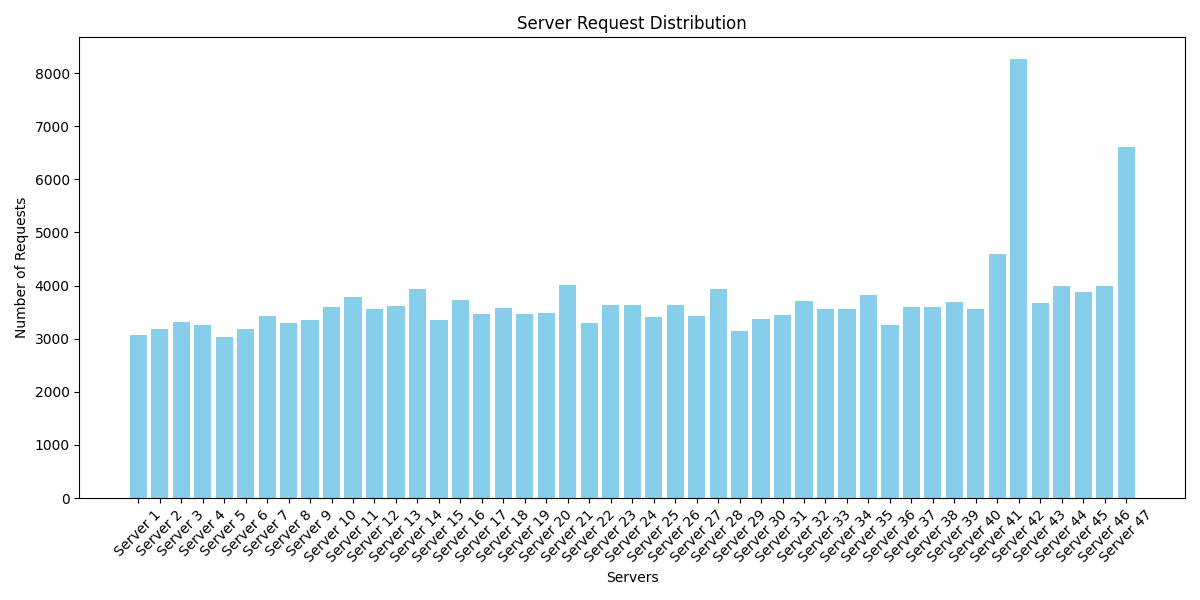 Server Request Distribution
Number of Requests
8000
7000
6000
5000
4000
3000
2000
1000
0
Server 1
Server 2
Server 3
Server 4
Server 5
Server 6
Server 7
Server 8
Server 9
Server 10
Server 11
Server 12
Server 13
Server 14
Server 15
Server 16
Server 17
Server 18
Server 19
Server 20
Server 21
Server 22
Server 23
Server 24
Server 25
Server 26
Server 27
Server 28
Server 29
Server 30
Server 31
Server 32
Server 33
Server 34
Server 35
Server 36
Server 37
Server 38
Server 39
Server 40
Server 41
Server 42
Server 43
Server 44
Server 45
Server 46
Server 47
Servers